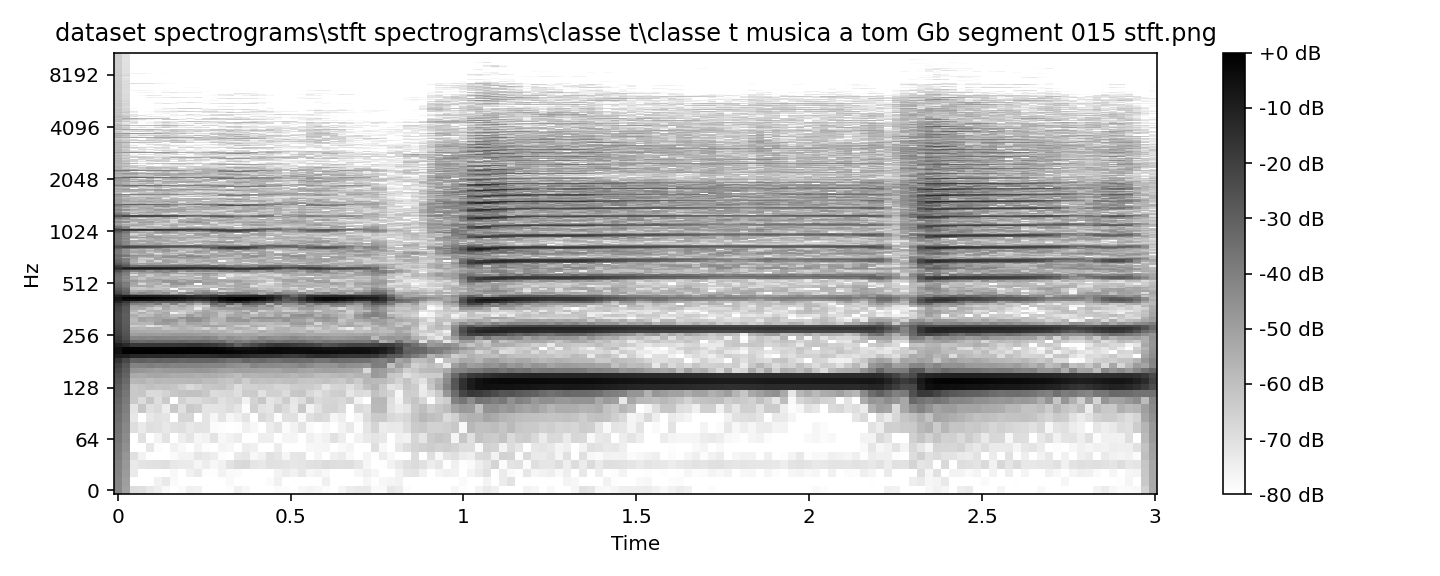 dataset spectrograms\stft spectrograms\classe t\classe t musica a tom Gb segment 015 stft.png
Hz
8192
4096
2048
1024
512
256
128
64
0
0
0.5
1
1.5
2
2.5
3
Time
+0 dB
-10 dB
-20 dB
-30 dB
-40 dB
-50 dB
-60 dB
-70 dB
-80 dB